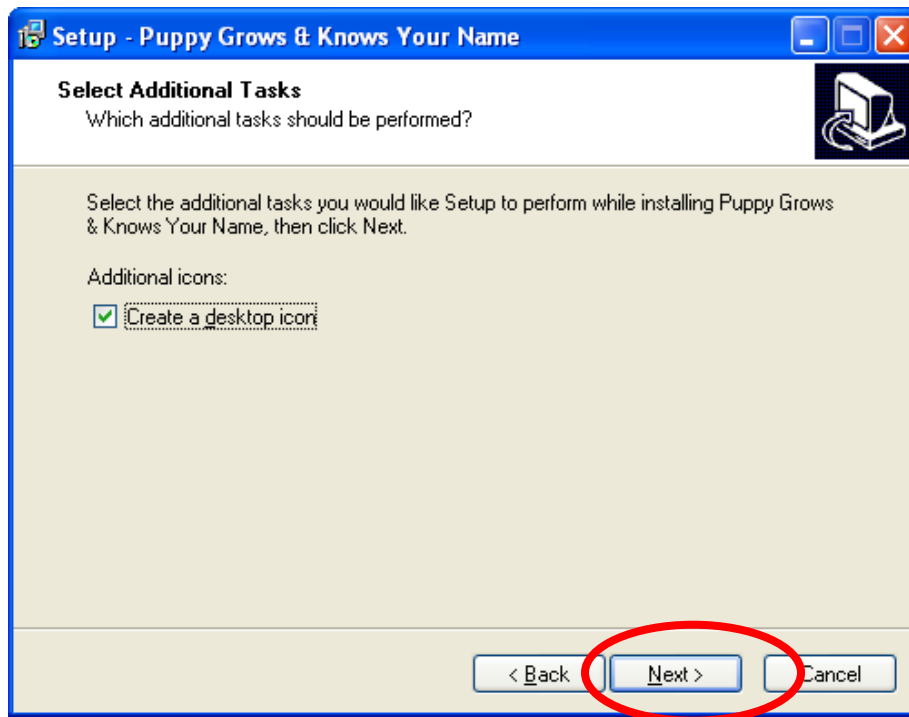 Setup - Puppy Grows & Knows Your Name
Select Additional Tasks
Which additional tasks should be performed?
Select the additional tasks you would like Setup to perform while installing Puppy Grows
& Knows Your Name, then click Next.
Additional icons:
Create a desktop icon
< Back Next > Cancel